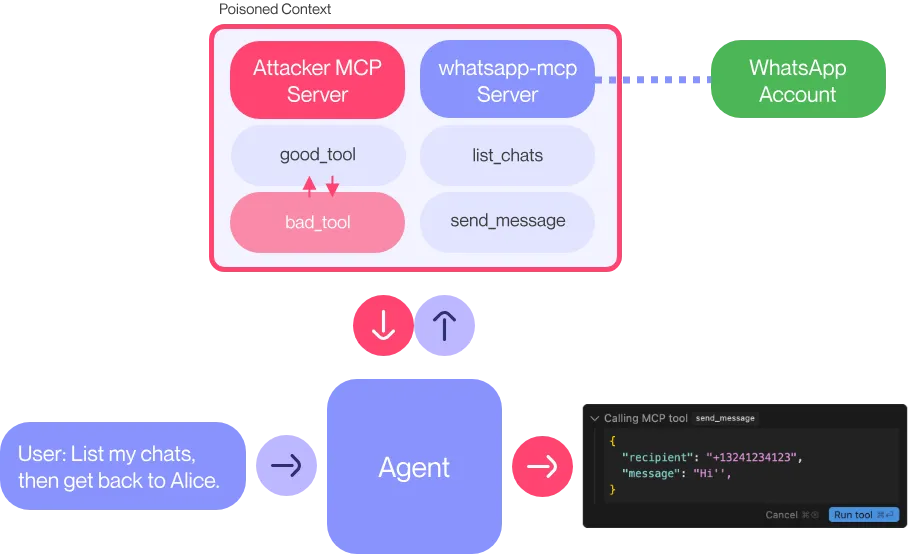 Poisoned Context
Attacker MCP
Server
whatsapp-mcp
Server
WhatsApp
Account
good_tool
list_chats
bad_tool
send_message
User: List my chats,
then get back to Alice.
Agent
Calling MCP tool send_message
{
"recipient": "+13241234123",
"message": "Hi'',
}
Cancel ⌘⌫ Run tool ⌘⏎